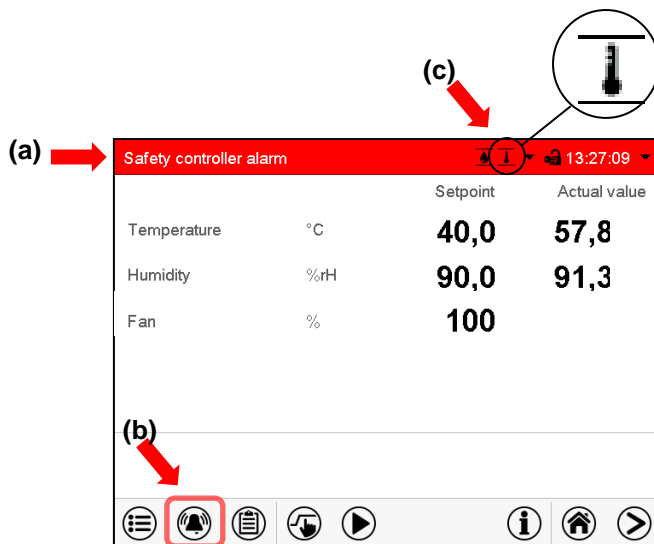 (c)
(a)
Safety controller alarm 13:27:09
Setpoint Actual value
Temperature °C 40,0 57,8
Humidity %rH 90,0 91,3
Fan % 100
(b)